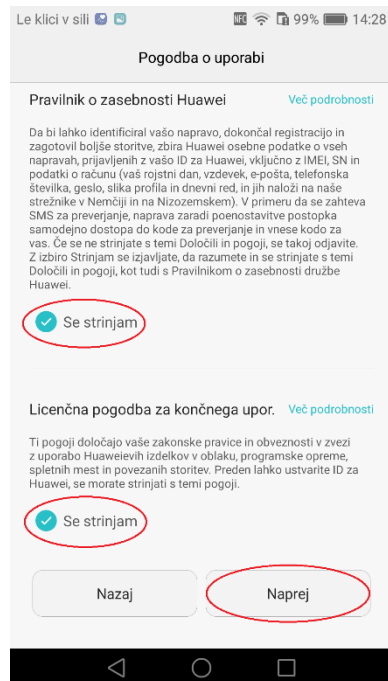 Le klici v sili 99% 14:28
Pogodba o uporabi
Pravilnik o zasebnosti Huawei Več podrobnosti
Da bi lahko identificiral vašo napravo, dokončal registracijo in
zagotovil boljše storitve, zbira Huawei osebne podatke o vseh
napravah, prijavljenih z vašo ID za Huawei, vključno z IMEI, SN in
podatki o računu (vaš rojstni dan, vzdevek, e-pošta, telefonska
številka, geslo, slika profila in dnevni red, in jih naloži na naše
strežnike v Nemčiji in na Nizozemskem). V primeru da se zahteva
SMS za preverjanje, naprava zaradi poenostavitve postopka
samodejno dostopa do kode za preverjanje in vnese kodo za
vas. Če se ne strinjate s temi Določili in pogoji, se takoj odjavite.
Z izbiro Strinjam se izjavljate, da razumete in se strinjate s temi
Določili in pogoji, kot tudi s Pravilnikom o zasebnosti družbe
Huawei.
Se strinjam
Licenčna pogodba za končnega upor. Več podrobnosti
Ti pogoji določajo vaše zakonske pravice in obveznosti v zvezi
z uporabo Huaweievih izdelkov v oblaku, programske opreme,
spletnih mest in povezanih storitev. Preden lahko ustvarite ID za
Huawei, se morate strinjati s temi pogoji.
Se strinjam
Nazaj Naprej